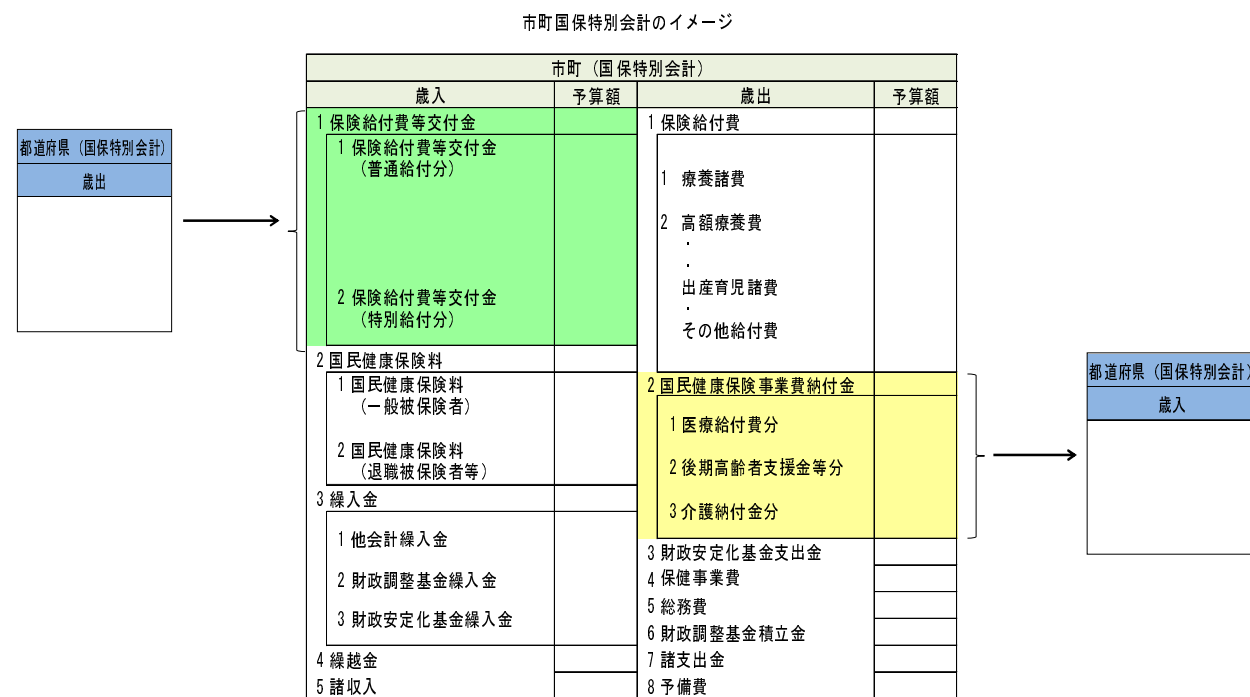 市町国保特別会計のイメージ
市町（国保特別会計）
歳入 予算額 歳出 予算額
都道府県（国保特別会計）
歳出
1 保険給付費等交付金
1 保険給付費等交付金
（普通給付分）
2 保険給付費等交付金
（特別給付分）
2 国民健康保険料
1 国民健康保険料
（一般被保険者）
2 国民健康保険料
（退職被保険者等）
3 繰入金
1 他会計繰入金
2 財政調整基金繰入金
3 財政安定化基金繰入金
4 繰越金
5 諸収入
1 保険給付費
1 療養諸費
2 高額療養費
・
・
出産育児諸費
・
その他給付費
2 国民健康保険事業費納付金
1 医療給付費分
2 後期高齢者支援金等分
3 介護納付金分
3 財政安定化基金支出金
4 保健事業費
5 総務費
6 財政調整基金積立金
7 諸支出金
8 予備費
都道府県（国保特別会計）
歳入